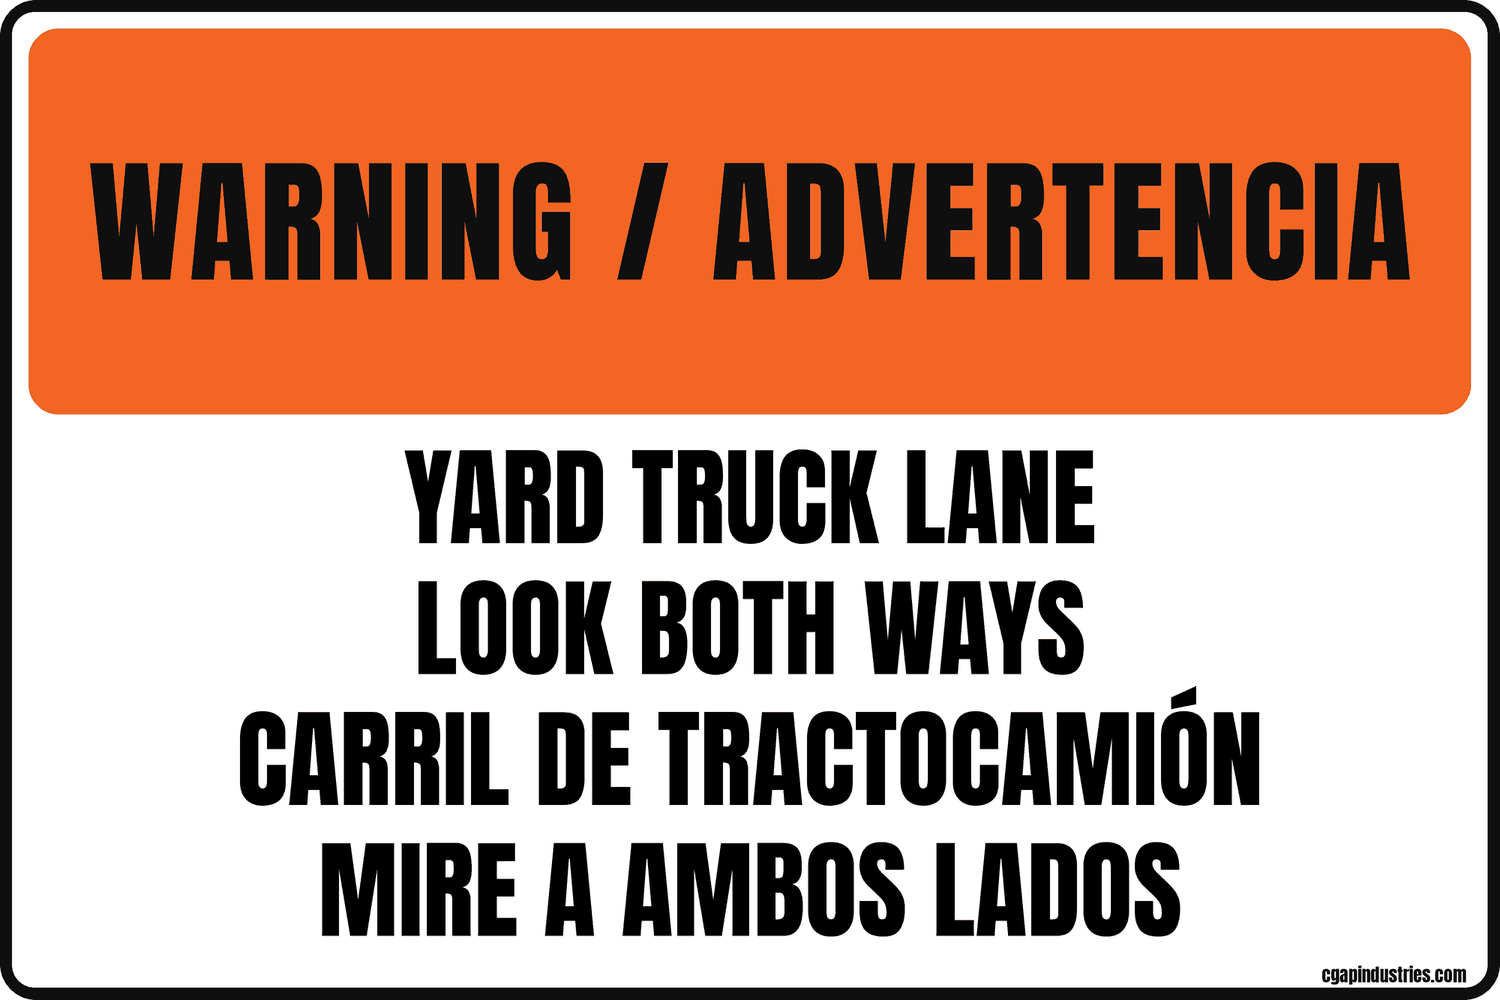 WARNING / ADVERTENCIA
YARD TRUCK LANE
LOOK BOTH WAYS
CARRIL DE TRACTOCAMIÓN
MIRE A AMBOS LADOS
cgapindustries.com